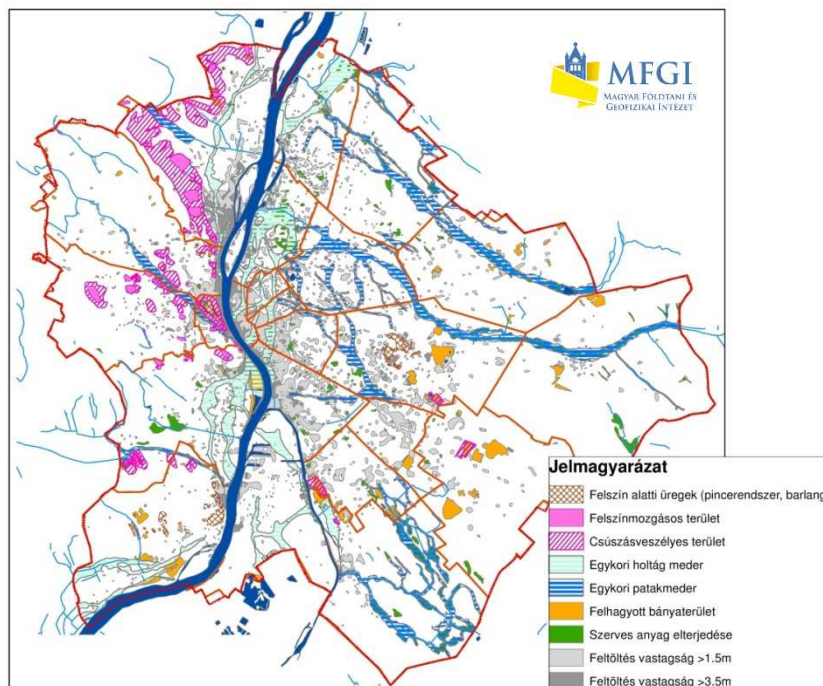 MFGI
MAGYAR FÖLDTANI ÉS
GEOFIZIKAI INTÉZET
Jelmagyarázat
Felszín alatti üregek (pincerendszer, barlang
Felszínmozgásos terület
Csúszásveszélyes terület
Egykori holtág meder
Egykori patakmeder
Felhagyott bányaterület
Szerves anyag elterjedése
Feltöltés vastagság >1.5m
Feltöltés vastagság >3.5m